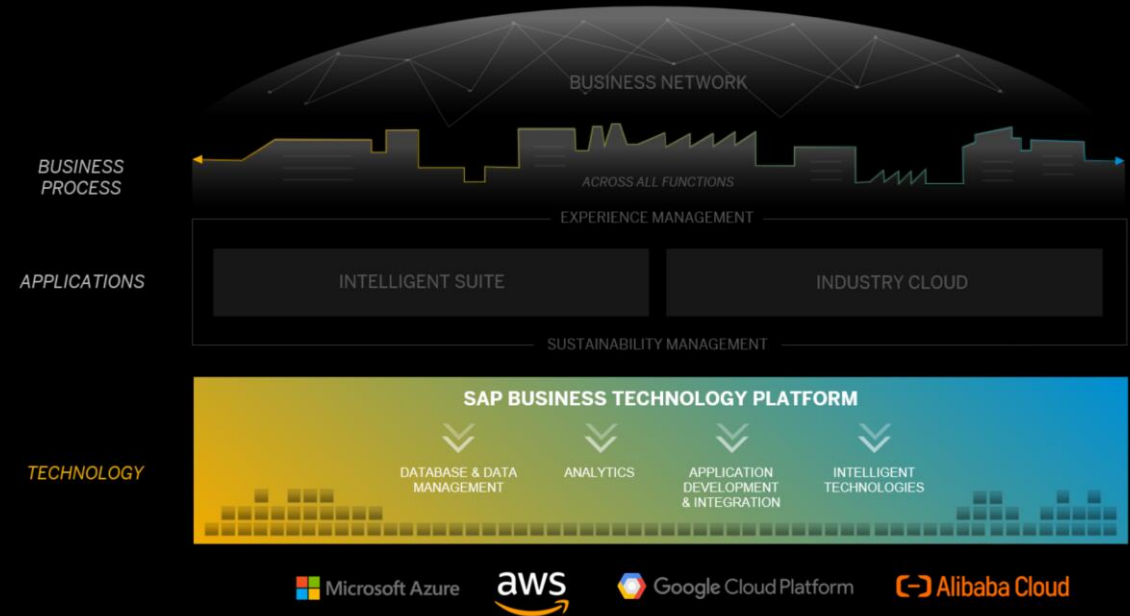 BUSINESS NETWORK
BUSINESS
PROCESS
ACROSS ALL FUNCTIONS
EXPERIENCE MANAGEMENT
APPLICATIONS
INTELLIGENT SUITE
INDUSTRY CLOUD
SUSTAINABILITY MANAGEMENT
SAP BUSINESS TECHNOLOGY PLATFORM
TECHNOLOGY
DATABASE & DATA
MANAGEMENT
ANALYTICS
APPLICATION
DEVELOPMENT
& INTEGRATION
INTELLIGENT
TECHNOLOGIES
Microsoft Azure
aws
Google Cloud Platform
Alibaba Cloud